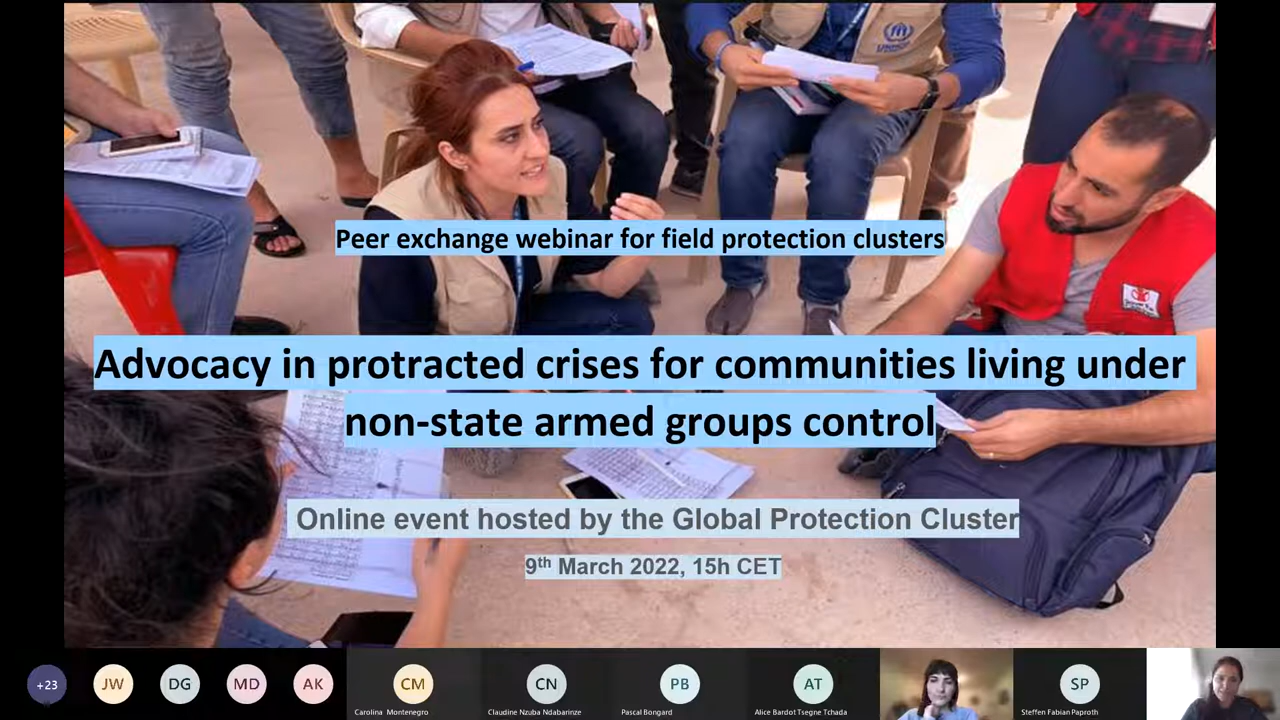 UNHCR
Peer exchange webinar for field protection clusters
Advocacy in protracted crises for communities living under
non-state armed groups control
Online event hosted by the Global Protection Cluster
9th March 2022, 15h CET
+23
JW
DG
MD
AK
CM
CN
PB
AT
SP
Carolina Montenegro
Claudine Nzuba Ndabarinze
Pascal Bongard
Alice Bardot Tsegne Tchada
Steffen Fabian Paproth